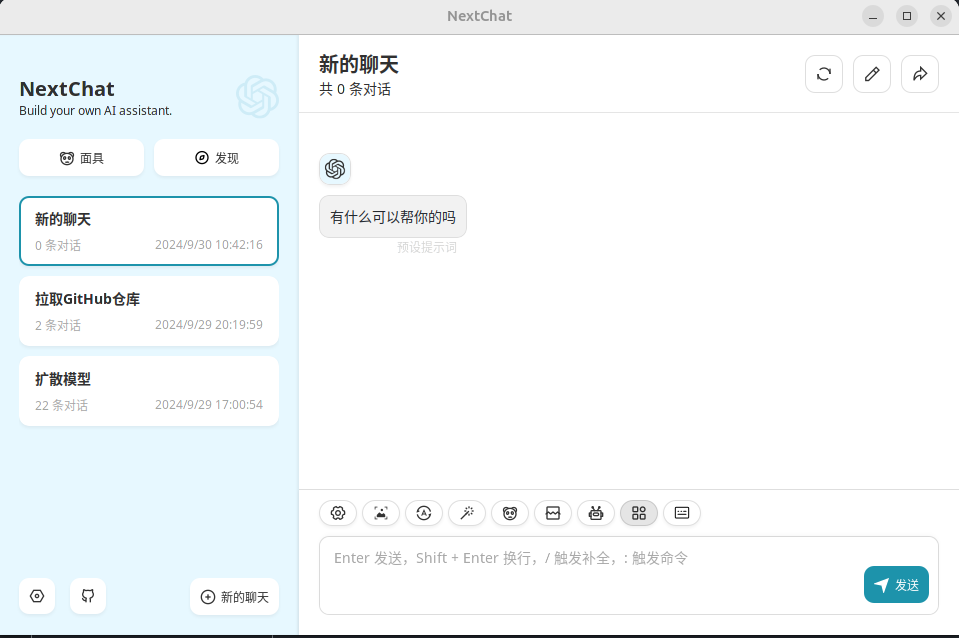 NextChat
NextChat
Build your own AI assistant.
面具
发现
新的聊天
0 条对话 2024/9/30 10:42:16
拉取GitHub仓库
2 条对话 2024/9/29 20:19:59
扩散模型
22 条对话 2024/9/29 17:00:54
新的聊天
新的聊天
共 0 条对话
有什么可以帮你的吗
预设提示词
Enter 发送，Shift + Enter 换行，/ 触发补全，: 触发命令
发送